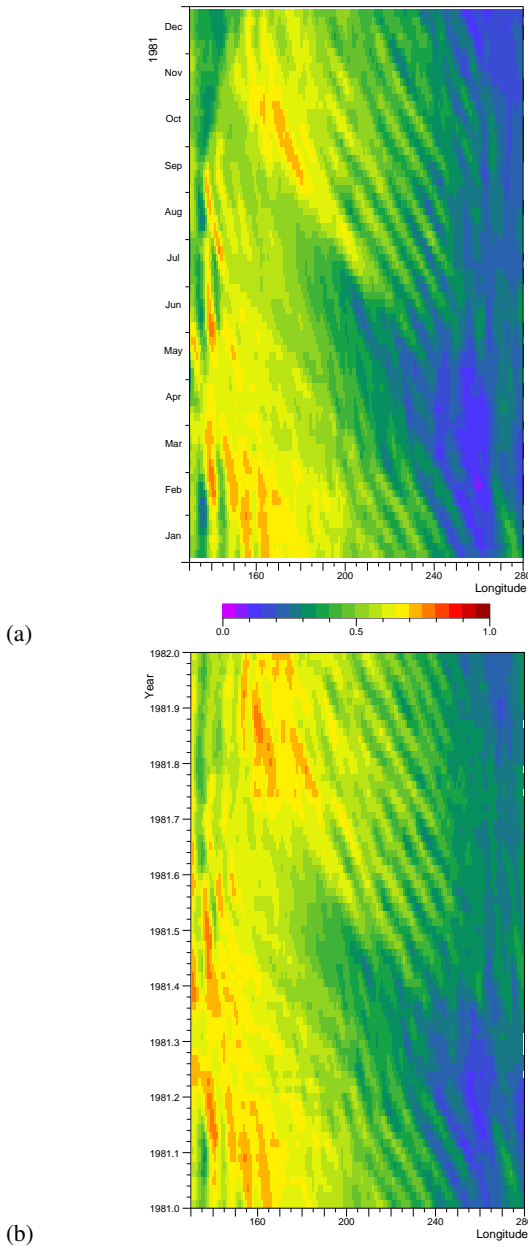 Dec
1981
Nov
Oct
Sep
Aug
Jul
Jun
May
Apr
Mar
Feb
Jan
160 200 240 280
Longitude
(a)
0.0 0.5 1.0
1982.0
Year
1981.9
1981.8
1981.7
1981.6
1981.5
1981.4
1981.3
1981.2
1981.1
1981.0
160 200 240 28
Longitude
(b)